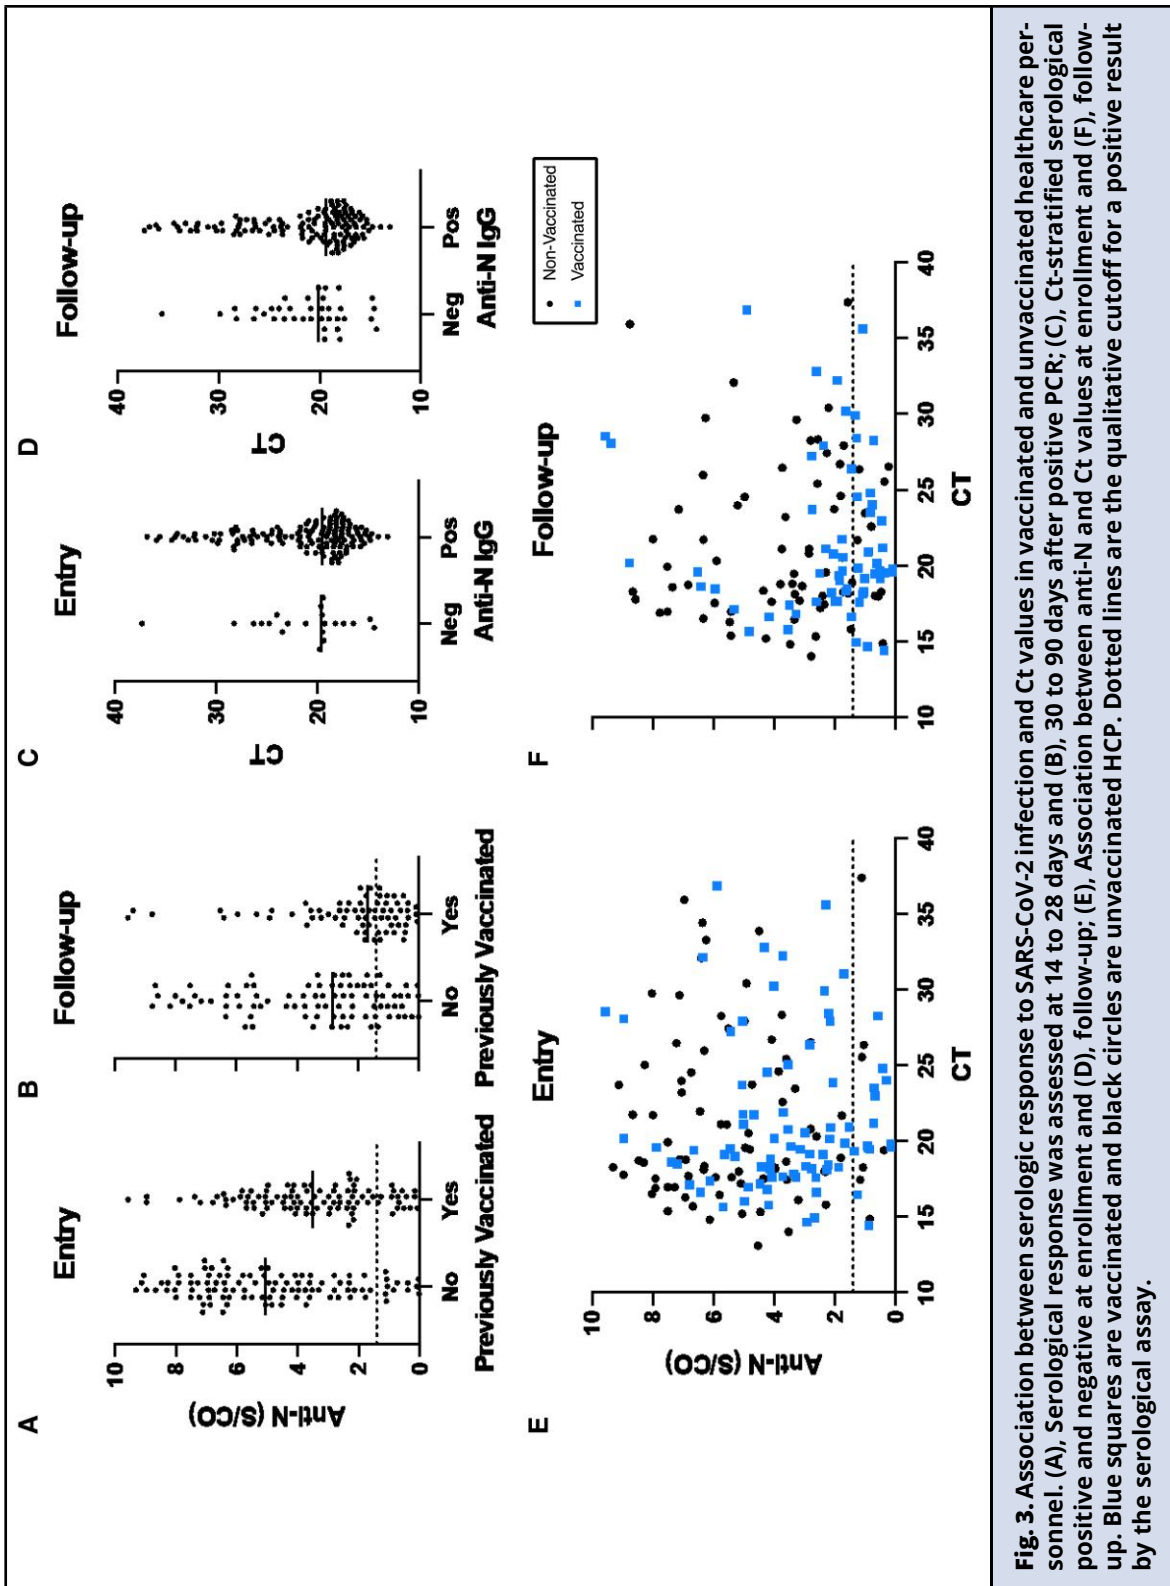 A
Entry
Anti-N (S/CO)
10
8
6
4
2
0
No
Yes
Previously Vaccinated
B
Follow-up
No
Yes
Previously Vaccinated
C
Entry
CT
40
30
20
10
Neg
Pos
Anti-N IgG
D
Follow-up
CT
40
30
20
10
Neg
Pos
Anti-N IgG
E
Entry
Anti-N (S/CO)
10
8
6
4
2
0
10
15
20
25
30
35
40
CT
F
Follow-up
10
15
20
25
30
35
40
CT
Non-Vaccinated
Vaccinated
Fig. 3. Association between serologic response to SARS-CoV-2 infection and Ct values in vaccinated and unvaccinated healthcare per-
sonnel. (A), Serological response was assessed at 14 to 28 days and (B), 30 to 90 days after positive PCR; (C), Ct-stratified serological
positive and negative at enrollment and (D), follow-up; (E), Association between anti-N and Ct values at enrollment and (F), follow-
up. Blue squares are vaccinated and black circles are unvaccinated HCP. Dotted lines are the qualitative cutoff for a positive result
by the serological assay.